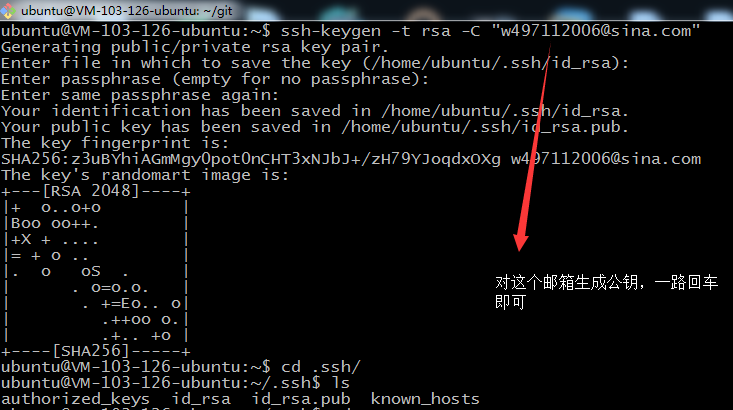 ubuntu@VM-103-126-ubuntu: ~/git
ubuntu@VM-103-126-ubuntu:~$ ssh-keygen -t rsa -C "w497112006@sina.com"
Generating public/private rsa key pair.
Enter file in which to save the key (/home/ubuntu/.ssh/id_rsa):
Enter passphrase (empty for no passphrase):
Enter same passphrase again:
Your identification has been saved in /home/ubuntu/.ssh/id_rsa.
Your public key has been saved in /home/ubuntu/.ssh/id_rsa.pub.
The key fingerprint is:
SHA256:z3uBYhiAGmMgy0pot0nCHT3xNJbJ+/zH79YJoqdxOXg w497112006@sina.com
The key's randomart image is:
+---[RSA 2048]----+
|+  o..o+o        |
|Boo oo++.        |
|+X + ....        |
|= + o ..         |
|.  o   oS  .     |
|      . o=o.o.   |
|       . +=Eo.. o|
|         .++oo o.|
|         .+.. +o |
+----[SHA256]-----+
对这个邮箱生成公钥，一路回车
即可
ubuntu@VM-103-126-ubuntu:~$ cd .ssh/
ubuntu@VM-103-126-ubuntu:~/.ssh$ ls
authorized_keys  id_rsa  id_rsa.pub  known_hosts